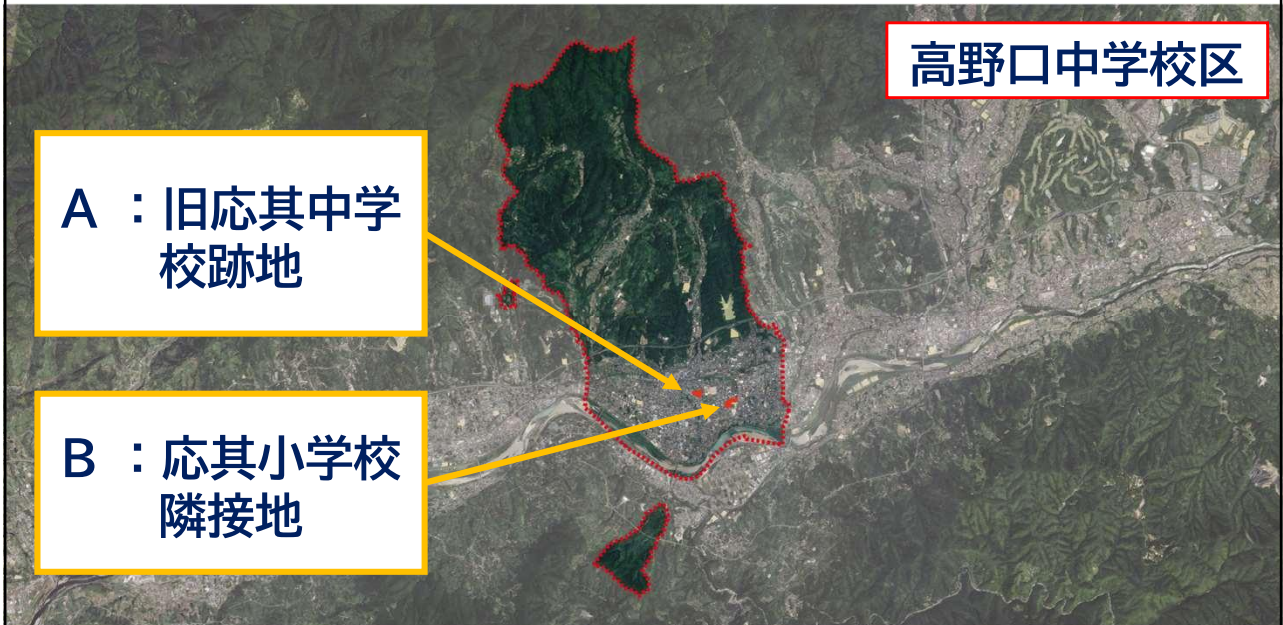 高野口中学校区
A ：旧応其中学
校跡地
B ：応其小学校
隣接地